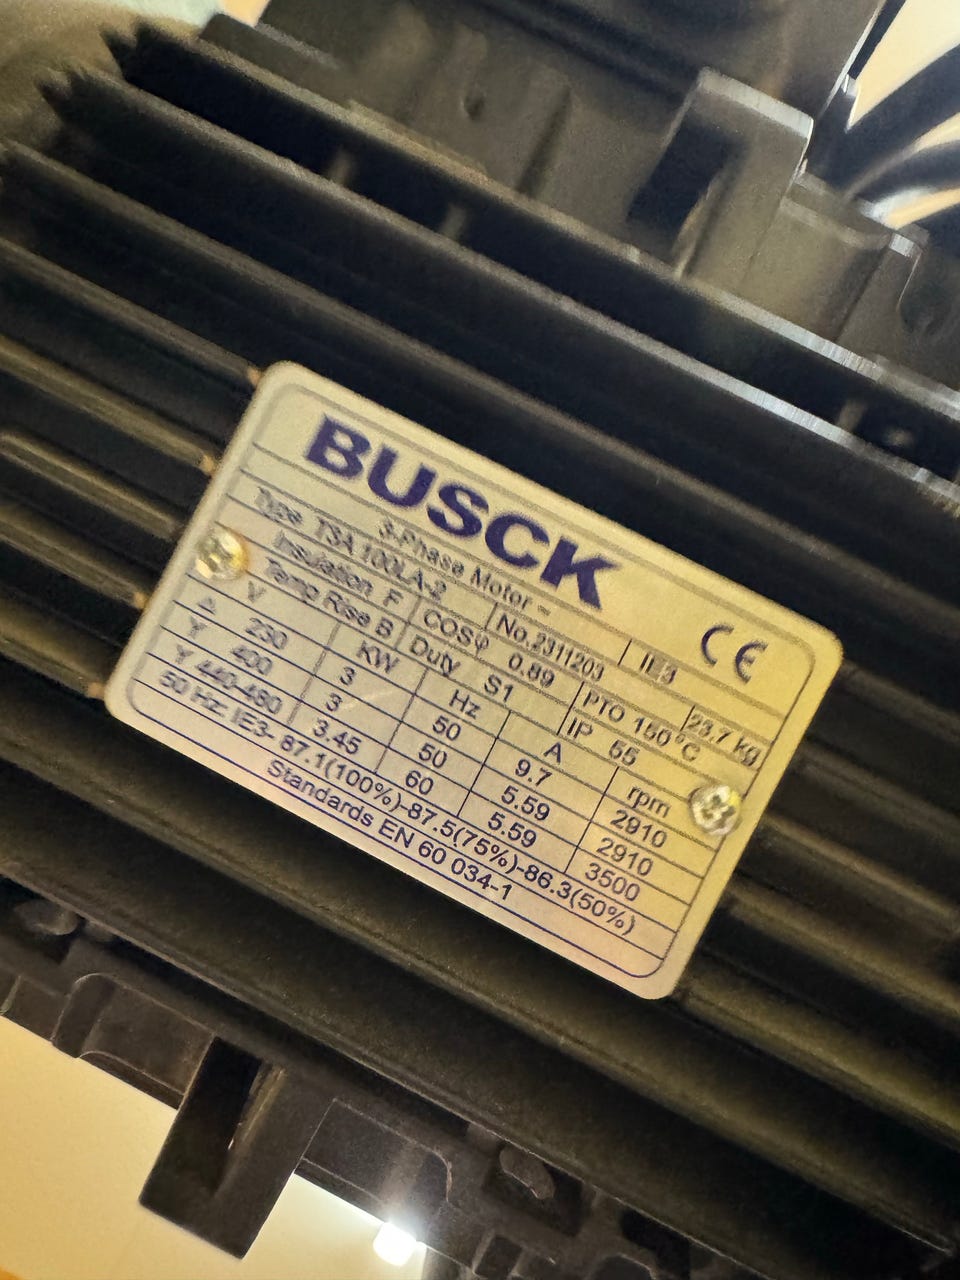 BUSCK
CE
3-Phase Motor ~
Type TSA 100LA-2 No.2311203 IE3
Insulation F COSφ 0.89 PTO 150°C 23.7 kg
Temp Rise B Duty S1 IP 55
V KW Hz A rpm
△ 230 3 50 9.7 2910
Y 400 3 50 5.59 2910
Y 440-480 3.45 60 5.59 3500
50 Hz: IE3- 87.1(100%)-87.5(75%)-86.3(50%)
Standards EN 60 034-1